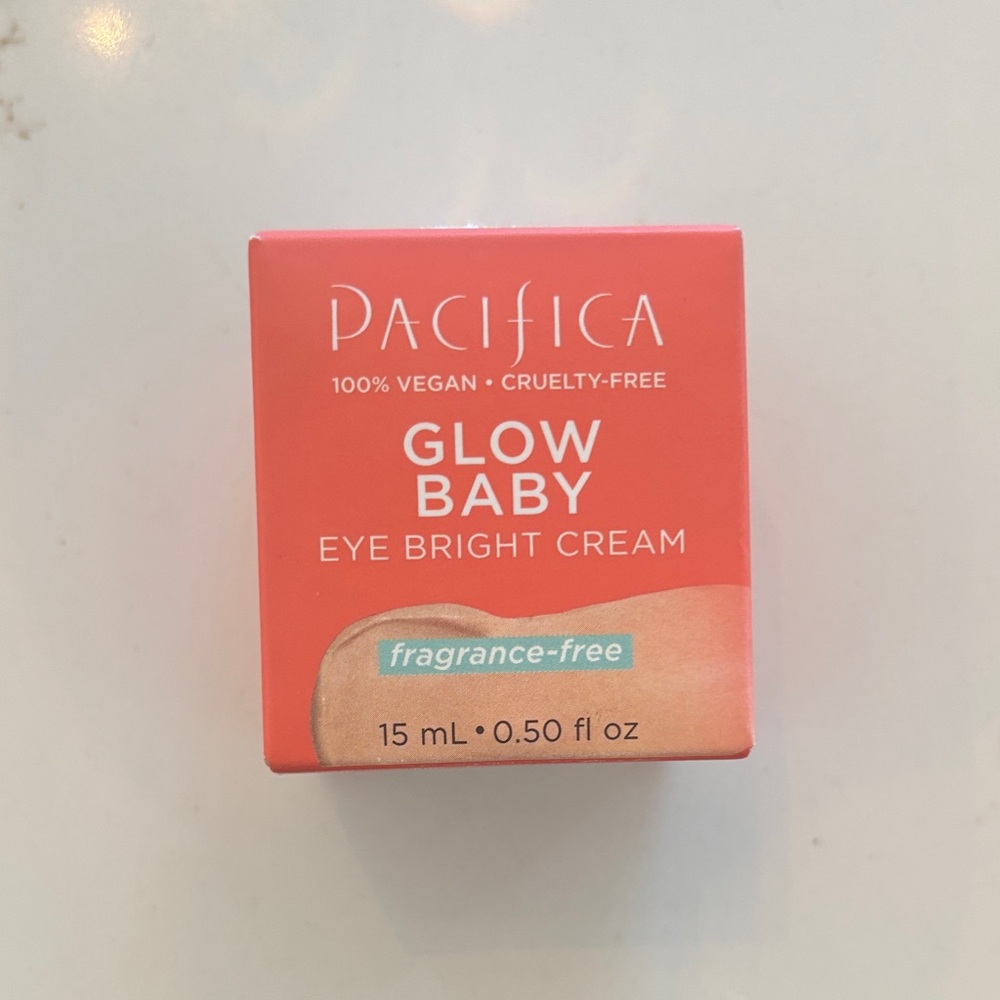 PACIFICA
100% VEGAN • CRUELTY-FREE
GLOW
BABY
EYE BRIGHT CREAM
fragrance-free
15 mL • 0.50 fl oz